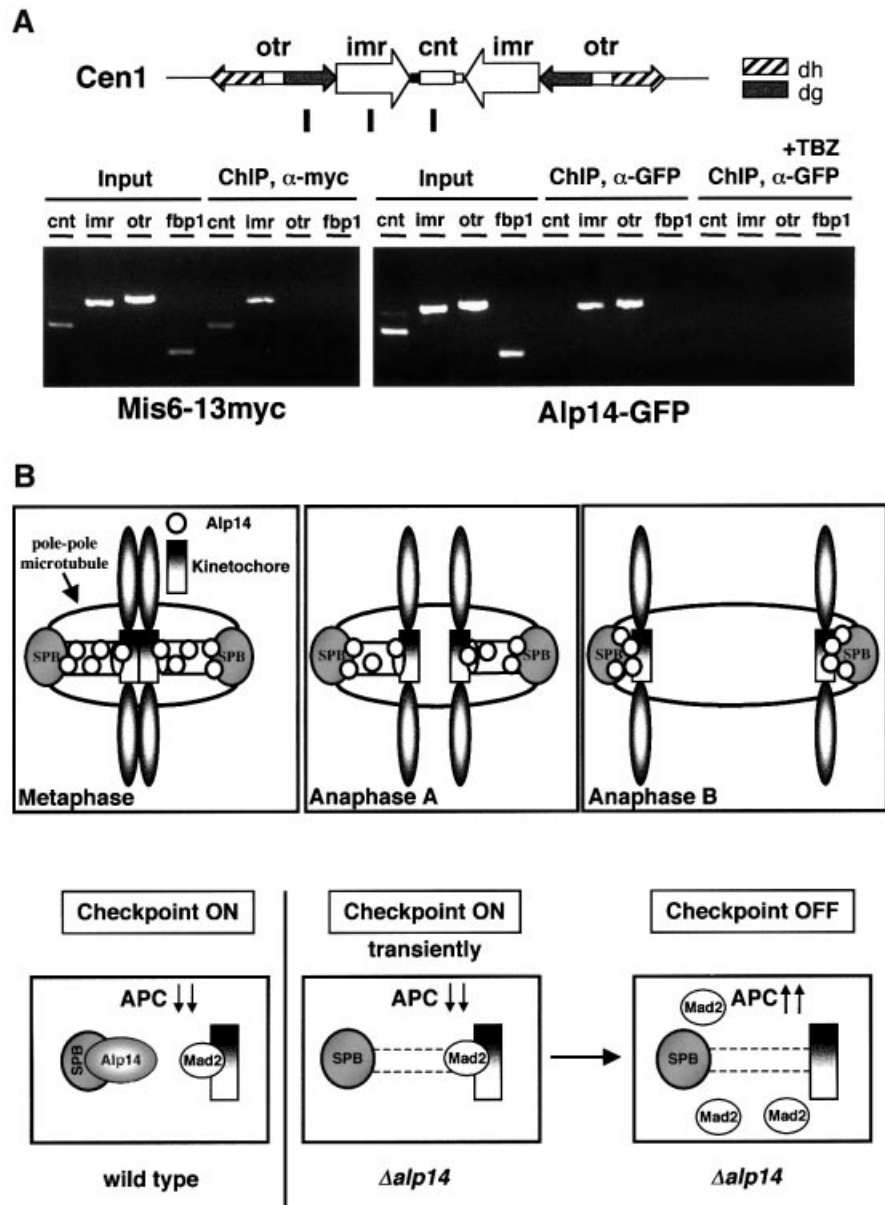 A
otr imr cnt imr otr
Cen1
dh
dg
+TBZ
Input ChIP, α-myc Input ChIP, α-GFP ChIP, α-GFP
cnt imr otr fbp1 cnt imr otr fbp1 cnt imr otr fbp1 cnt imr otr fbp1 cnt imr otr fbp1
Mis6-13myc Alp14-GFP
B
Alp14
pole-pole
microtubule
Kinetochore
SPB SPB SPB SPB SPB SPB
Metaphase Anaphase A Anaphase B
Checkpoint ON Checkpoint ON Checkpoint OFF
transiently
APC ↓↓ APC ↓↓ Mad2 APC ↑↑
SPB Alp14 Mad2 SPB Mad2 SPB
Mad2 Mad2
wild type Δalp14 Δalp14